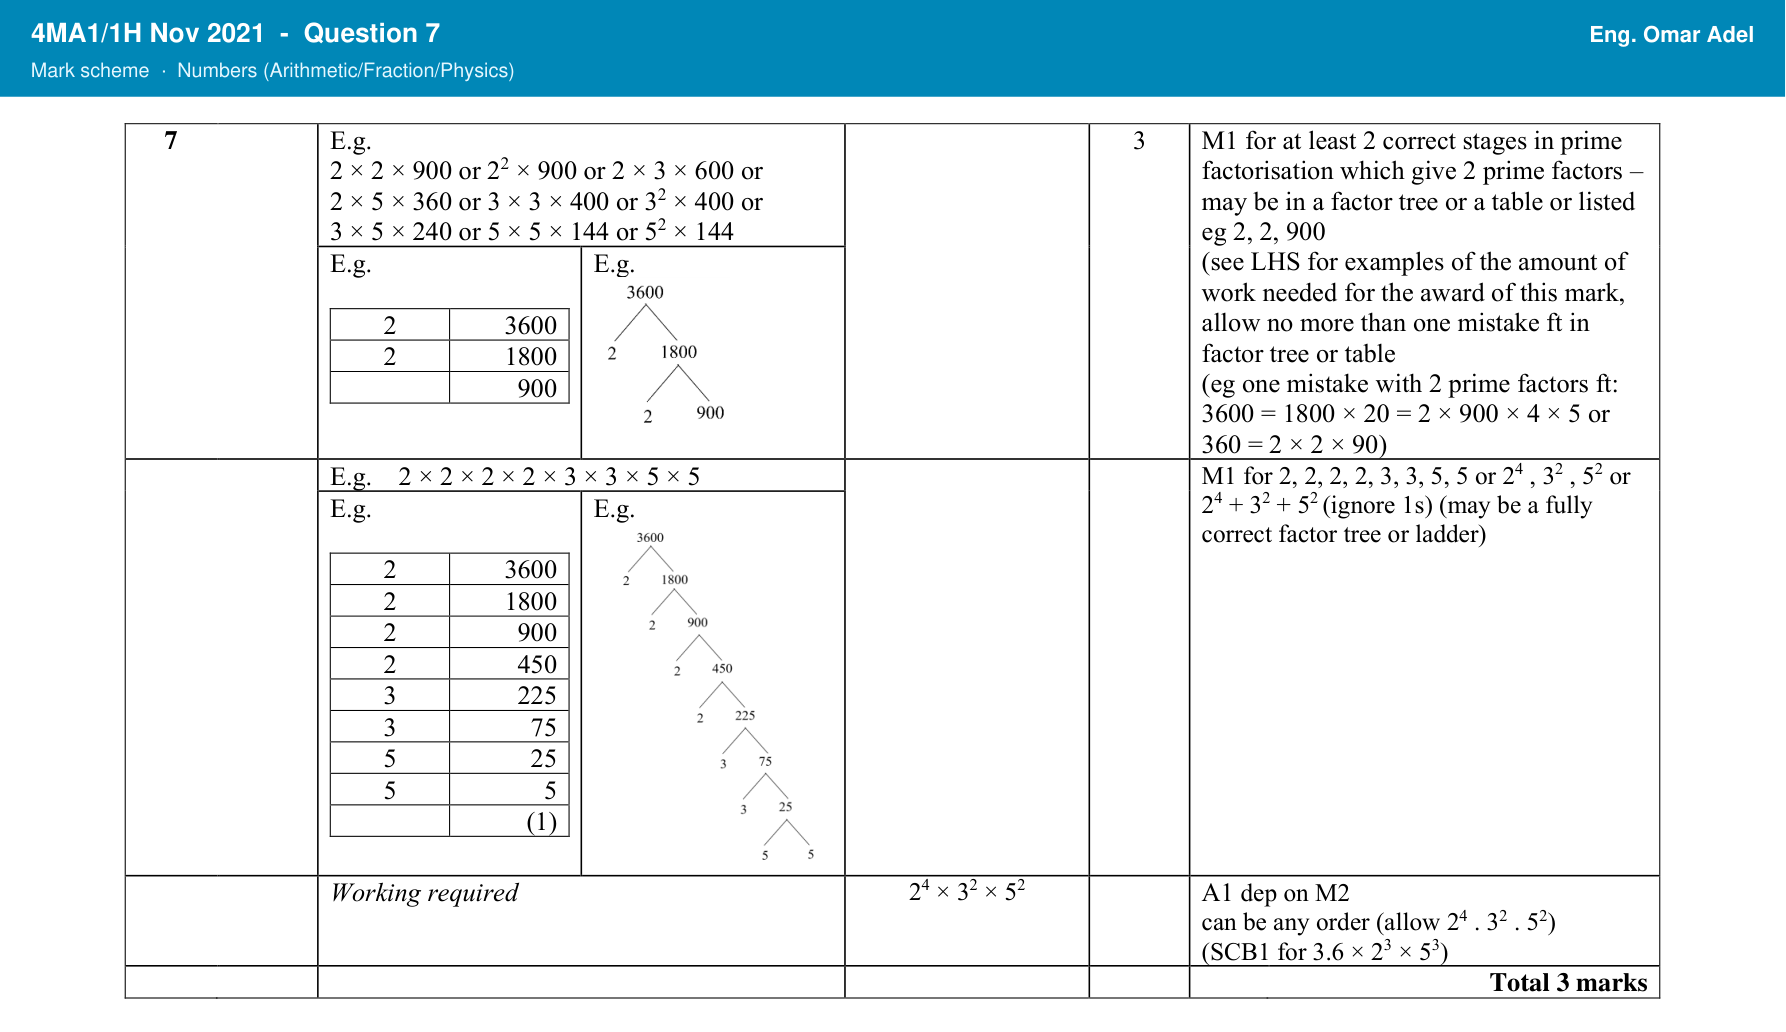 4MA1/1H Nov 2021  -  Question 7
Eng. Omar Adel
Mark scheme  ·  Numbers (Arithmetic/Fraction/Physics)
7
E.g.
2 × 2 × 900 or 2² × 900 or 2 × 3 × 600 or
2 × 5 × 360 or 3 × 3 × 400 or 3² × 400 or
3 × 5 × 240 or 5 × 5 × 144 or 5² × 144
E.g.
2 3600
2 1800
900
E.g.
3600
2 1800
2 900
3
M1 for at least 2 correct stages in prime
factorisation which give 2 prime factors –
may be in a factor tree or a table or listed
eg 2, 2, 900
(see LHS for examples of the amount of
work needed for the award of this mark,
allow no more than one mistake ft in
factor tree or table
(eg one mistake with 2 prime factors ft:
3600 = 1800 × 20 = 2 × 900 × 4 × 5 or
360 = 2 × 2 × 90)
E.g. 2 × 2 × 2 × 2 × 3 × 3 × 5 × 5
E.g.
2 3600
2 1800
2 900
2 450
3 225
3 75
5 25
5 5
(1)
E.g.
3600
2 1800
2 900
2 450
2 225
3 75
3 25
5 5
M1 for 2, 2, 2, 2, 3, 3, 5, 5 or 2⁴ , 3² , 5² or
2⁴ + 3² + 5² (ignore 1s) (may be a fully
correct factor tree or ladder)
Working required
2⁴ × 3² × 5²
A1 dep on M2
can be any order (allow 2⁴ . 3² . 5²)
(SCB1 for 3.6 × 2³ × 5³)
Total 3 marks